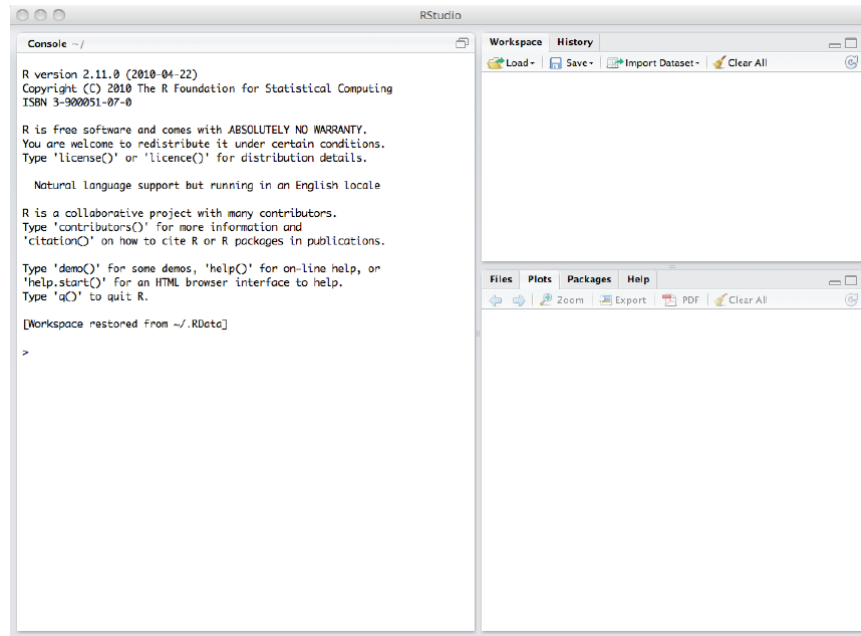 RStudio
Console ~/
R version 2.11.0 (2010-04-22)
Copyright (C) 2010 The R Foundation for Statistical Computing
ISBN 3-900051-07-0
R is free software and comes with ABSOLUTELY NO WARRANTY.
You are welcome to redistribute it under certain conditions.
Type 'license()' or 'licence()' for distribution details.
Natural language support but running in an English locale
R is a collaborative project with many contributors.
Type 'contributors()' for more information and
'citation()' on how to cite R or R packages in publications.
Type 'demo()' for some demos, 'help()' for on-line help, or
'help.start()' for an HTML browser interface to help.
Type 'q()' to quit R.
[Workspace restored from ~/.RData]
>
Workspace History
Load Save Import Dataset Clear All
Files Plots Packages Help
Zoom Export PDF Clear All